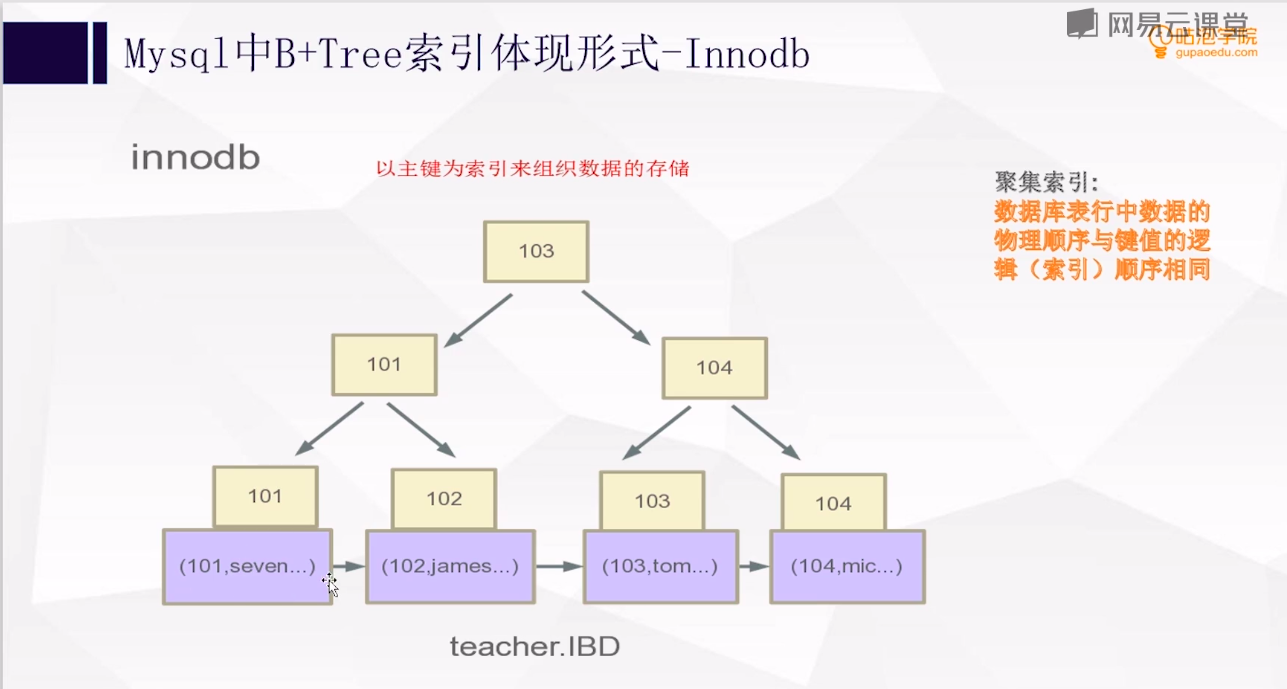 网易云课堂
咕泡学院
gupaoedu.com
Mysql中B+Tree索引体现形式-Innodb
innodb
以主键为索引来组织数据的存储
聚集索引:
数据库表行中数据的
物理顺序与键值的逻
辑（索引）顺序相同
103
101
104
101
102
103
104
(101,seven...)
(102,james...)
(103,tom...)
(104,mic...)
teacher.IBD